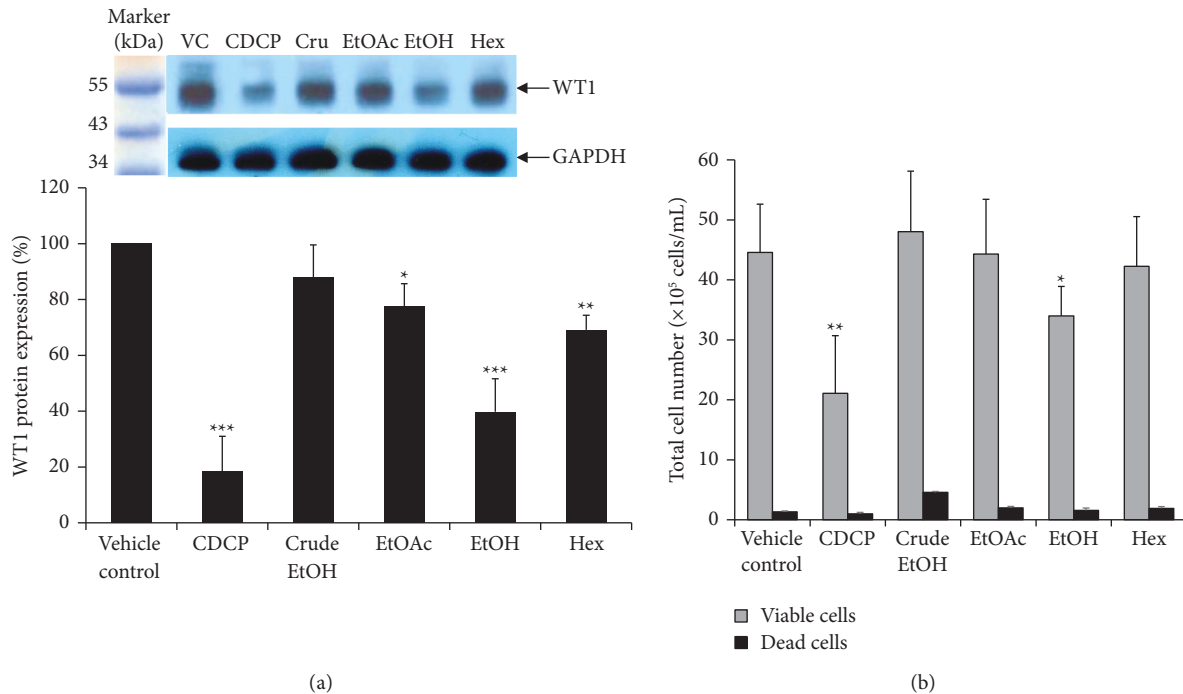 Marker
(kDa) VC CDCP Cru EtOAc EtOH Hex
55
43
34
WT1
GAPDH
WT1 protein expression (%)
120
100
80
60
40
20
0
***
*
***
**
Vehicle control
CDCP
Crude EtOH
EtOAc
EtOH
Hex
(a)
Total cell number (×10⁵ cells/mL)
60
50
40
30
20
10
0
**
*
Vehicle control
CDCP
Crude EtOH
EtOAc
EtOH
Hex
Viable cells
Dead cells
(b)